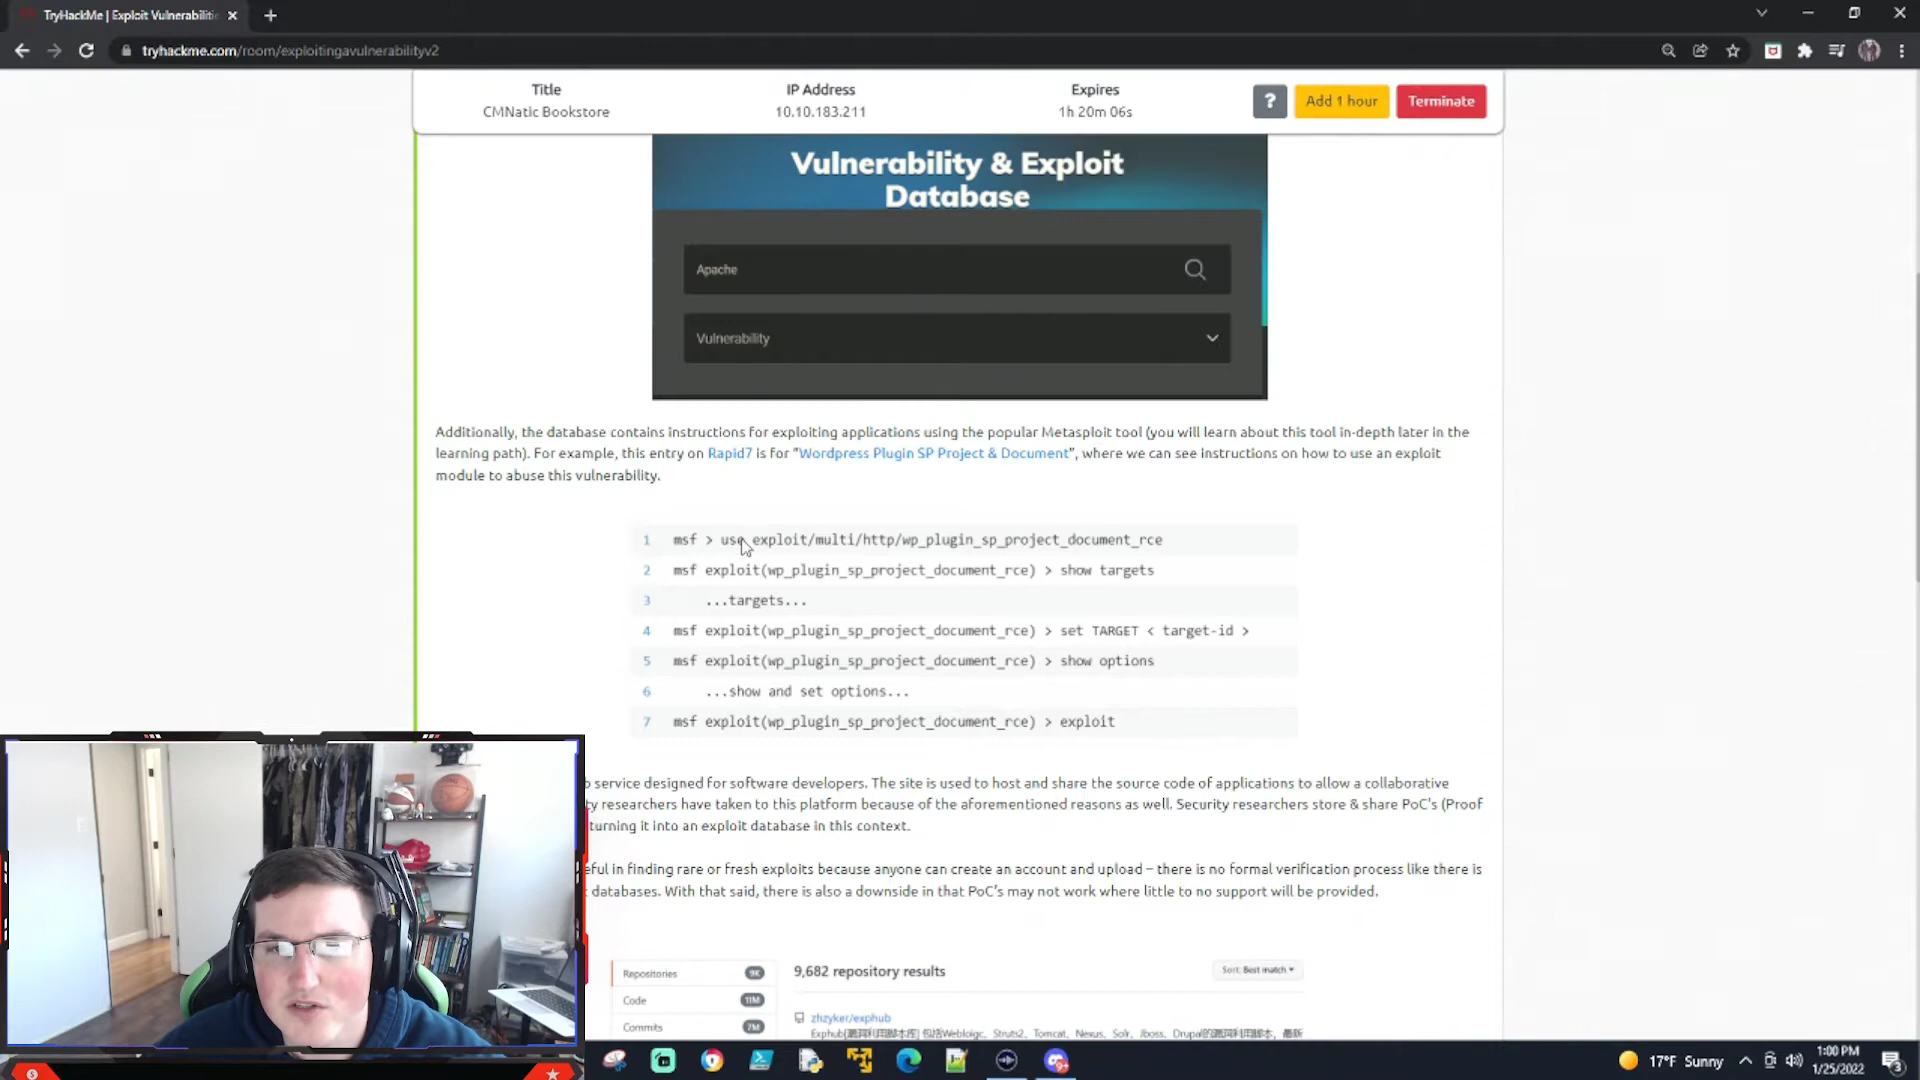 TryHackMe | Exploit Vulnerabilitie
tryhackme.com/room/exploitingavulnerabilityv2
Title
CMNatic Bookstore
IP Address
10.10.183.211
Expires
1h 20m 06s
?
Add 1 hour
Terminate
Vulnerability & Exploit
Database
Apache
Vulnerability
Additionally, the database contains instructions for exploiting applications using the popular Metasploit tool (you will learn about this tool in-depth later in the
learning path). For example, this entry on Rapid7 is for "Wordpress Plugin SP Project & Document", where we can see instructions on how to use an exploit
module to abuse this vulnerability.
1 msf > use exploit/multi/http/wp_plugin_sp_project_document_rce
2 msf exploit(wp_plugin_sp_project_document_rce) > show targets
3 ...targets...
4 msf exploit(wp_plugin_sp_project_document_rce) > set TARGET < target-id >
5 msf exploit(wp_plugin_sp_project_document_rce) > show options
6 ...show and set options...
7 msf exploit(wp_plugin_sp_project_document_rce) > exploit
service designed for software developers. The site is used to host and share the source code of applications to allow a collaborative
researchers have taken to this platform because of the aforementioned reasons as well. Security researchers store & share PoC's (Proof
turning it into an exploit database in this context.
in finding rare or fresh exploits because anyone can create an account and upload – there is no formal verification process like there is
databases. With that said, there is also a downside in that PoC's may not work where little to no support will be provided.
Repositories 9K
Code 11M
Commits 7M
9,682 repository results
Sort: Best match
zhzyker/exphub
17°F Sunny
1:00 PM
1/25/2022
3